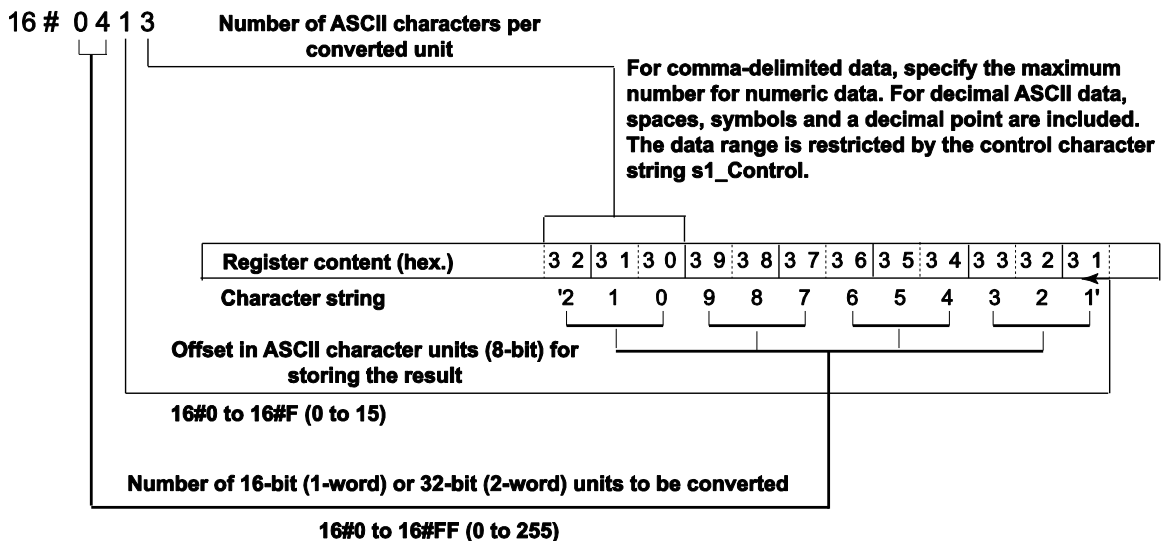 16 # 0 4 1 3
Number of ASCII characters per
converted unit
For comma-delimited data, specify the maximum
number for numeric data. For decimal ASCII data,
spaces, symbols and a decimal point are included.
The data range is restricted by the control character
string s1_Control.
Register content (hex.) 3 2 3 1 3 0 3 9 3 8 3 7 3 6 3 5 3 4 3 3 3 2 3 1
Character string '2 1 0 9 8 7 6 5 4 3 2 1'
Offset in ASCII character units (8-bit) for
storing the result
16#0 to 16#F (0 to 15)
Number of 16-bit (1-word) or 32-bit (2-word) units to be converted
16#0 to 16#FF (0 to 255)